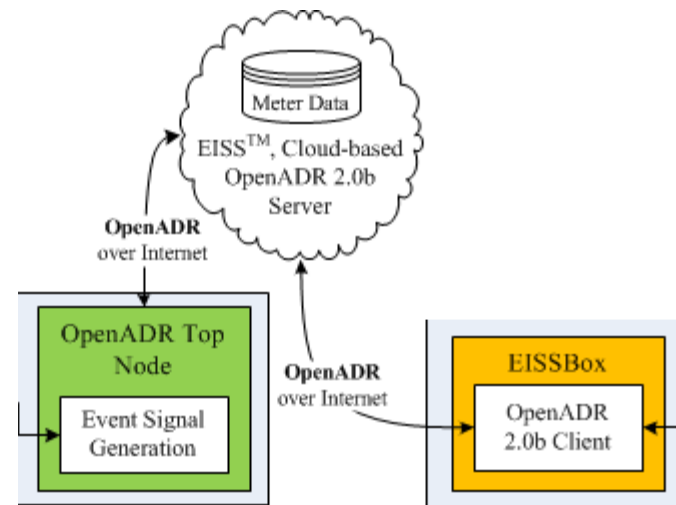 Meter Data
EISS™, Cloud-based
OpenADR 2.0b
Server
OpenADR
over Internet
OpenADR Top
Node
Event Signal
Generation
OpenADR
over Internet
EISSBox
OpenADR
2.0b Client